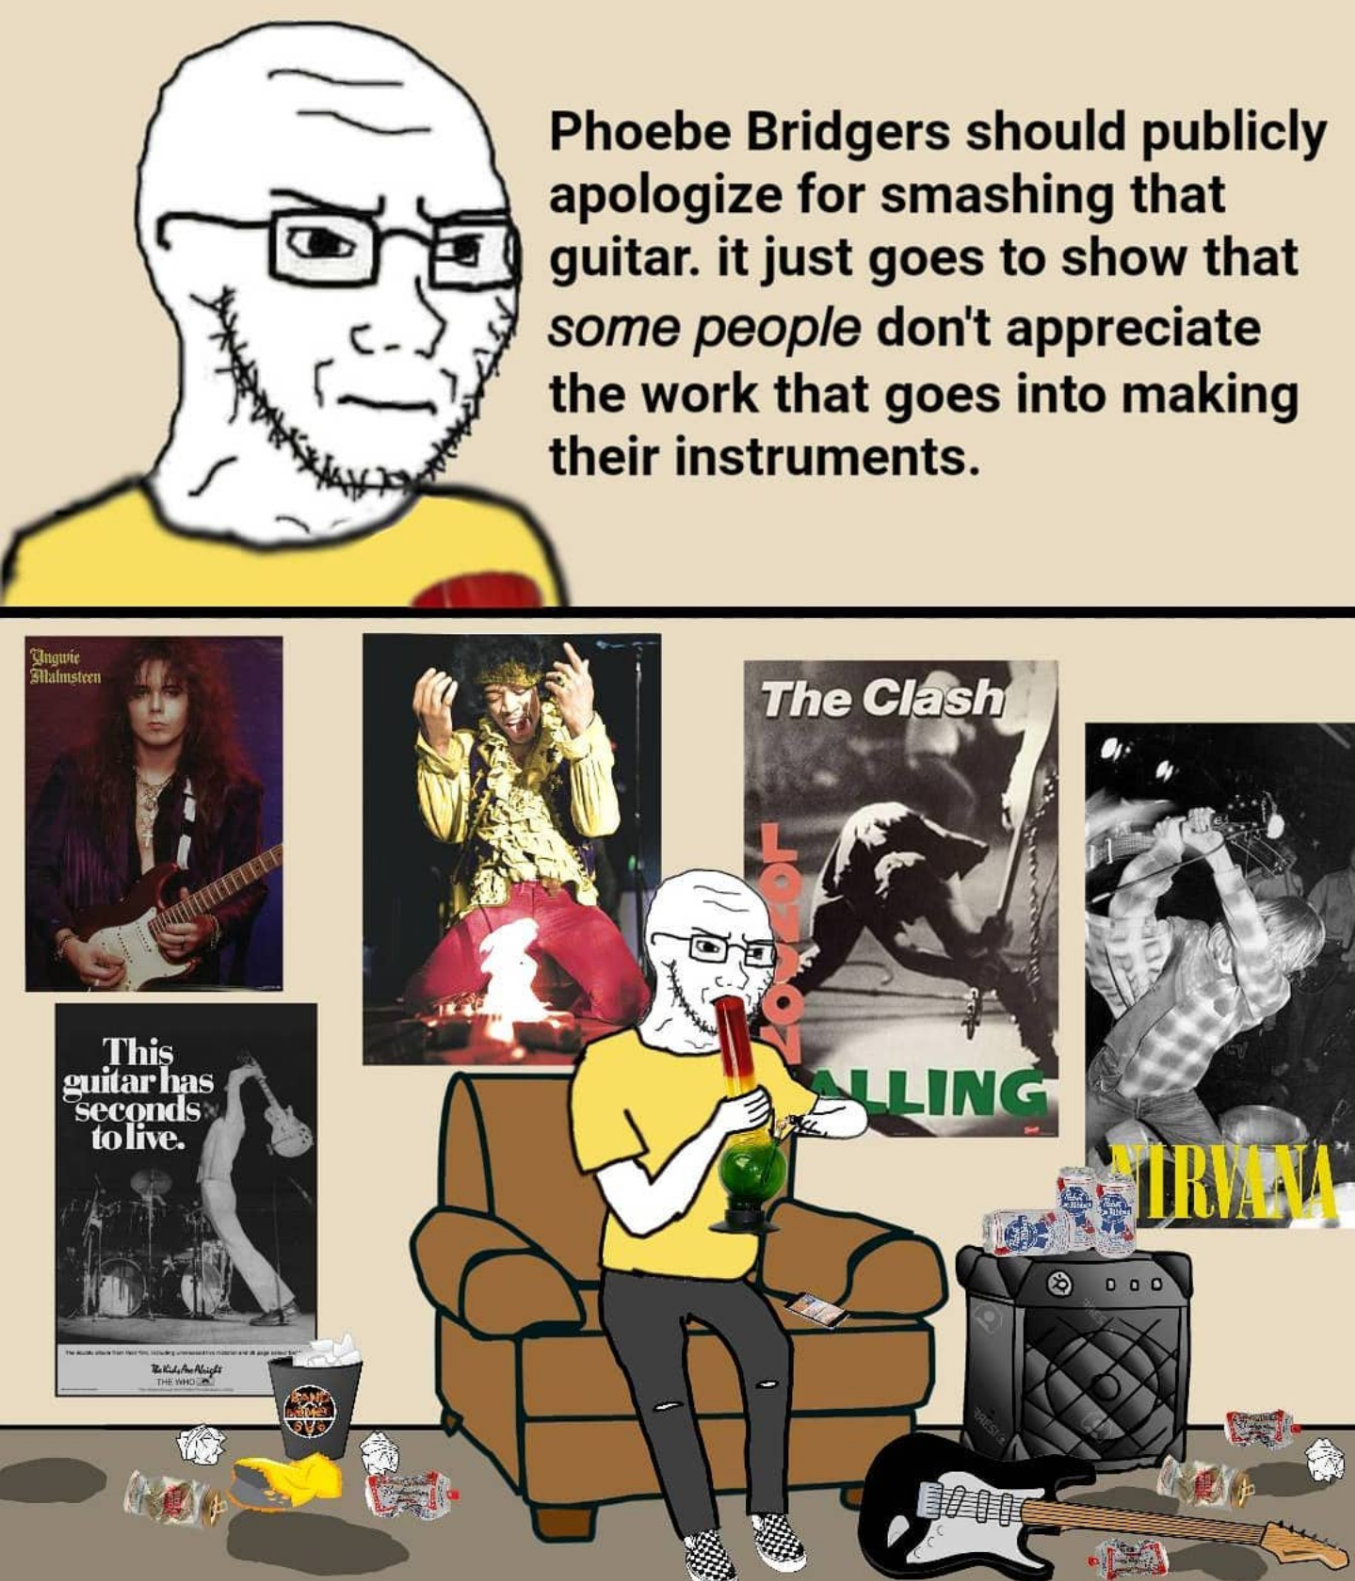 Phoebe Bridgers should publicly
apologize for smashing that
guitar. it just goes to show that
some people don't appreciate
the work that goes into making
their instruments.
Yngwie
Malmsteen
The Clash
LONDON
ALLING
NIRVANA
This
guitar has
seconds
to live.
The Kids Are Alright
THE WHO